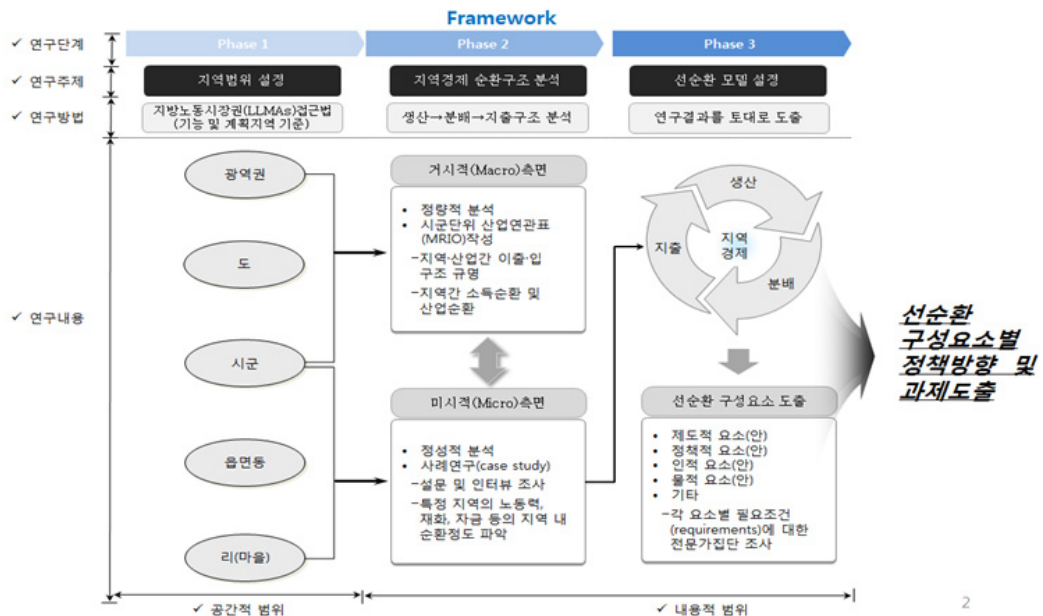 Framework
✓ 연구단계
Phase 1
Phase 2
Phase 3
✓ 연구주제
지역범위 설정
지역경제 순환구조 분석
선순환 모델 설정
✓ 연구방법
지방노동시장권(LLMAs)접근법
(기능 및 계획지역 기준)
생산→분배→지출구조 분석
연구결과를 토대로 도출
✓ 연구내용
광역권
도
시군
읍면동
리(마을)
거시적(Macro)측면
• 정량적 분석
• 시군단위 산업연관표
(MRIO)작성
–지역·산업간 이출·입
구조 규명
–지역간 소득순환 및
산업순환
미시적(Micro)측면
• 정성적 분석
• 사례연구(case study)
–설문 및 인터뷰 조사
–특정 지역의 노동력,
재화, 자금 등의 지역 내
순환정도 파악
생산
지출
지역
경제
분배
선순환 구성요소 도출
• 제도적 요소(안)
• 정책적 요소(안)
• 인적 요소(안)
• 물적 요소(안)
• 기타
–각 요소별 필요조건
(requirements)에 대한
전문가집단 조사
선순환
구성요소별
정책방향 및
과제도출
✓ 공간적 범위
✓ 내용적 범위
2